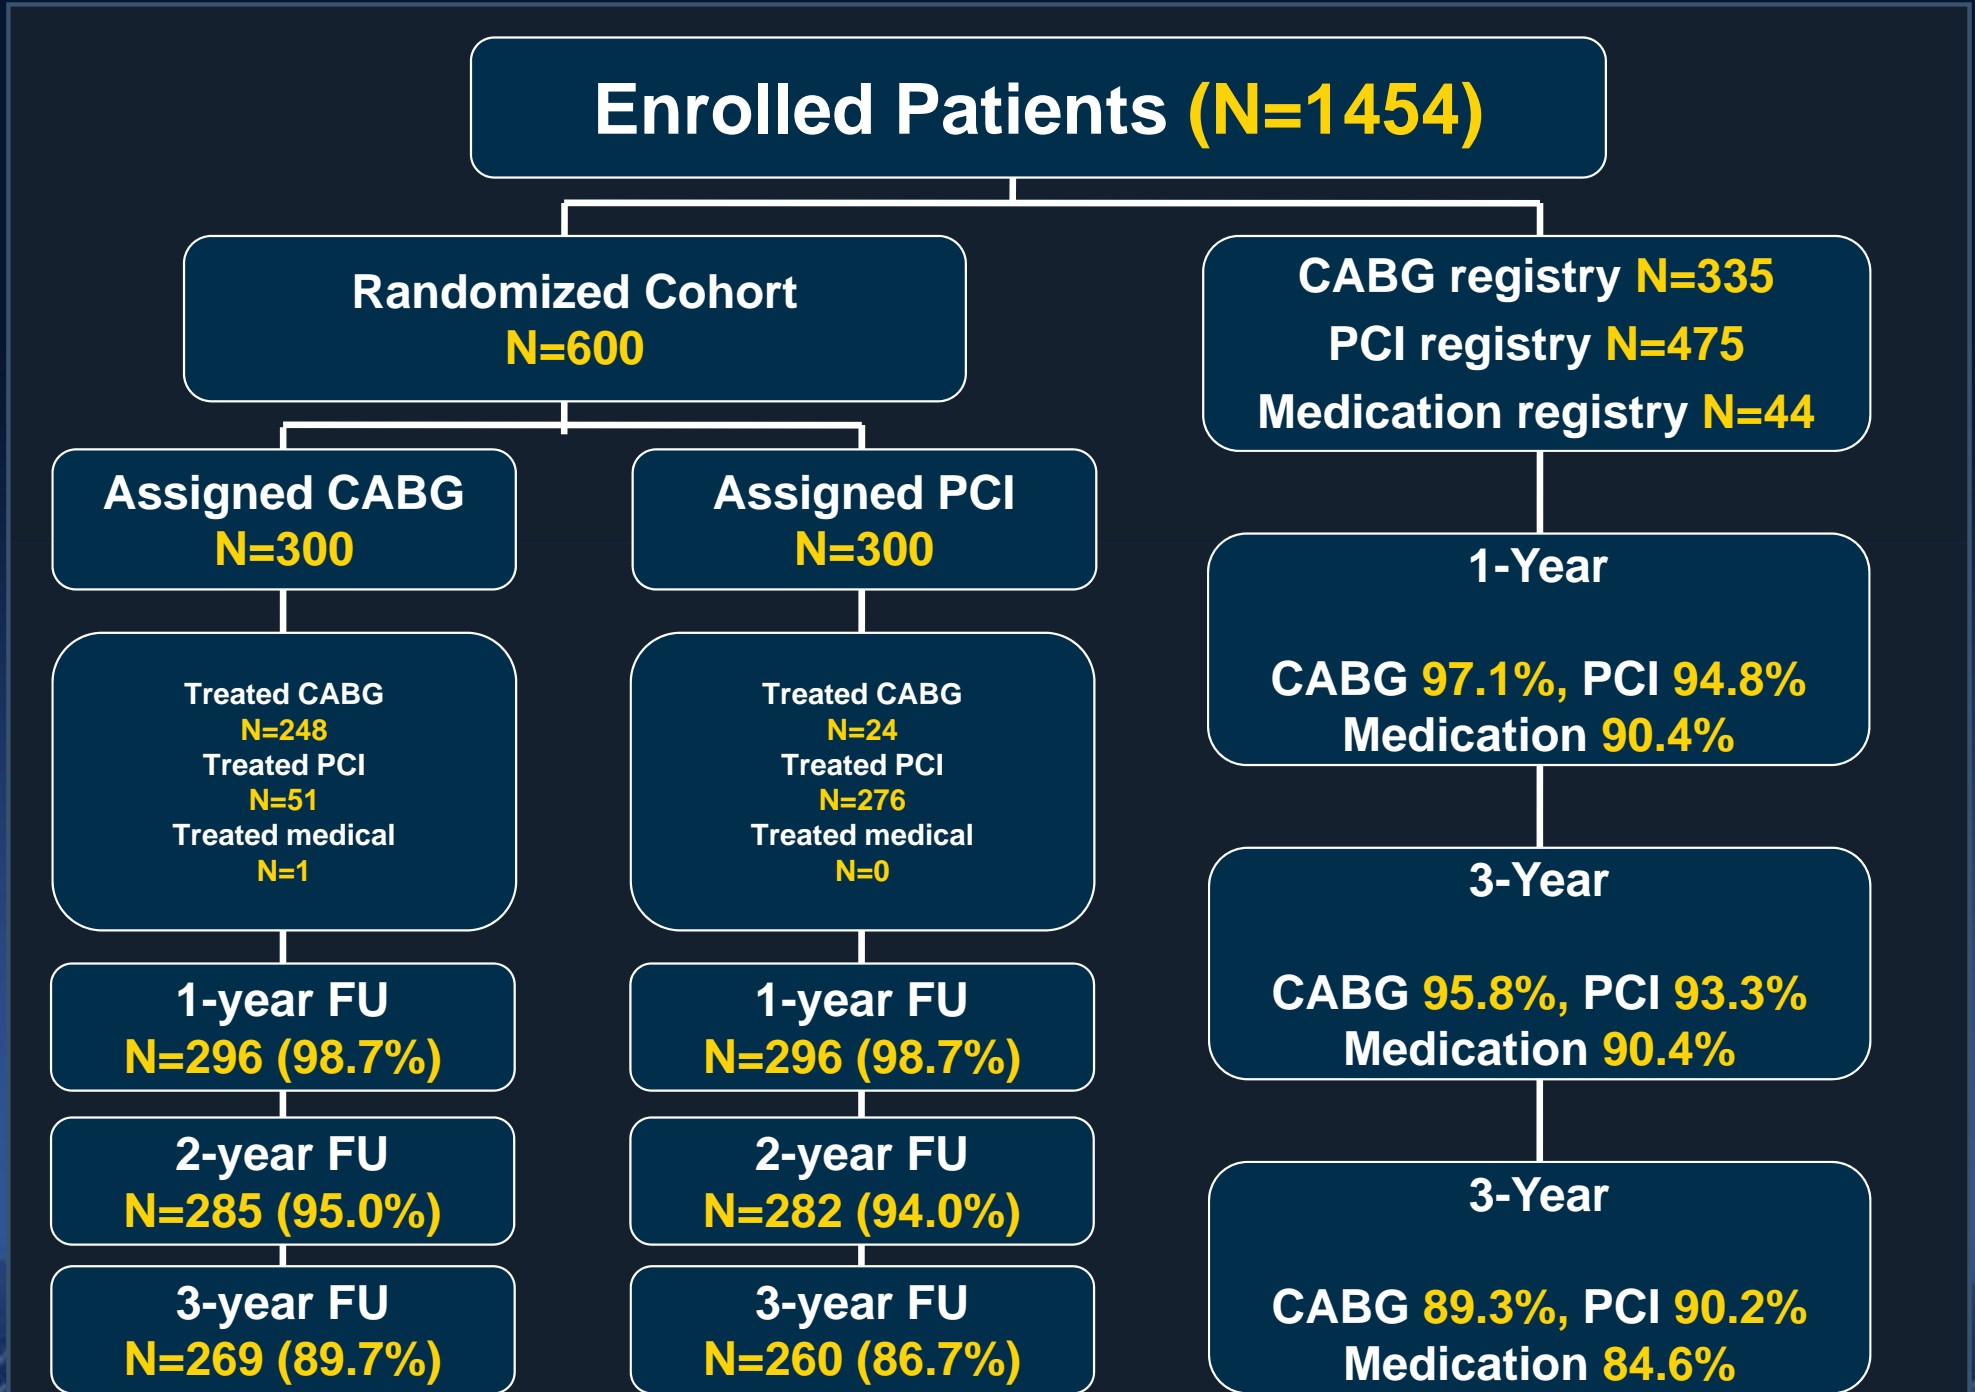 Enrolled Patients (N=1454)
Randomized Cohort
N=600
CABG registry N=335
PCI registry N=475
Medication registry N=44
Assigned CABG
N=300
Assigned PCI
N=300
Treated CABG
N=248
Treated PCI
N=51
Treated medical
N=1
Treated CABG
N=24
Treated PCI
N=276
Treated medical
N=0
1-year FU
N=296 (98.7%)
2-year FU
N=285 (95.0%)
3-year FU
N=269 (89.7%)
1-year FU
N=296 (98.7%)
2-year FU
N=282 (94.0%)
3-year FU
N=260 (86.7%)
1-Year
CABG 97.1%, PCI 94.8%
Medication 90.4%
3-Year
CABG 95.8%, PCI 93.3%
Medication 90.4%
3-Year
CABG 89.3%, PCI 90.2%
Medication 84.6%